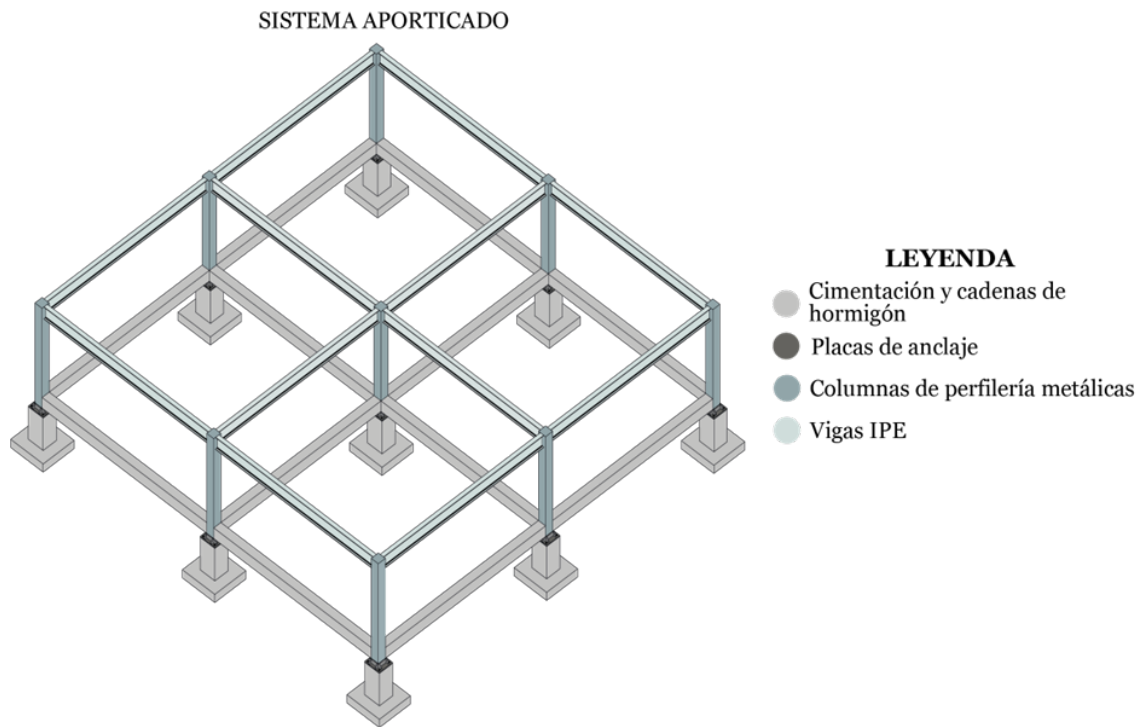 SISTEMA APORTICADO
LEYENDA
Cimentación y cadenas de
hormigón
Placas de anclaje
Columnas de perfilería metálicas
Vigas IPE